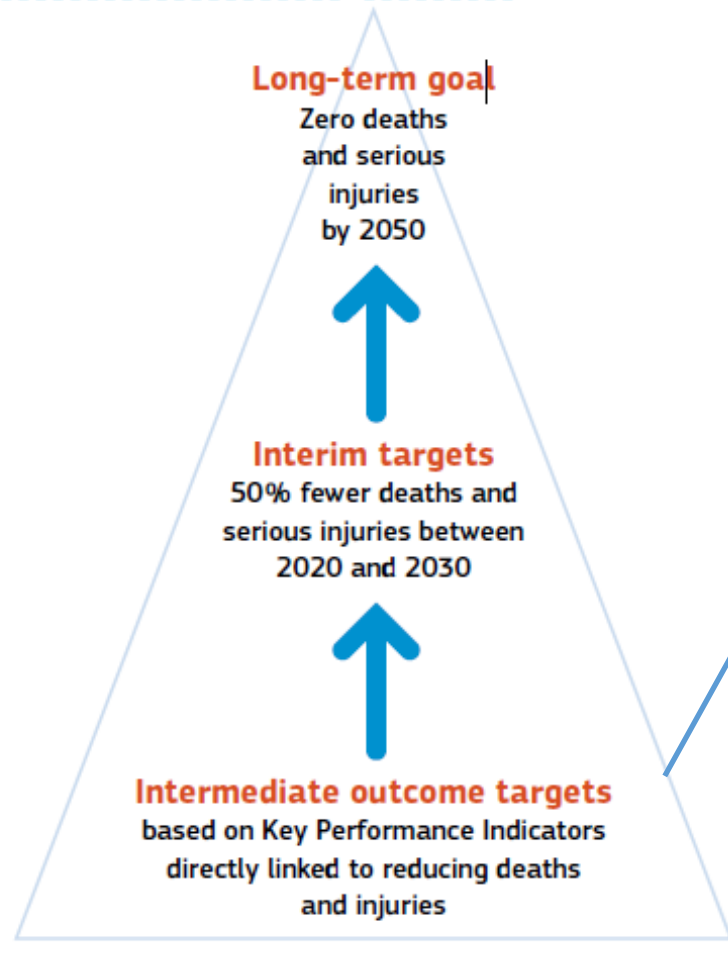 Long-term goal
Zero deaths
and serious
injuries
by 2050
Interim targets
50% fewer deaths and
serious injuries between
2020 and 2030
Intermediate outcome targets
based on Key Performance Indicators
directly linked to reducing deaths
and injuries